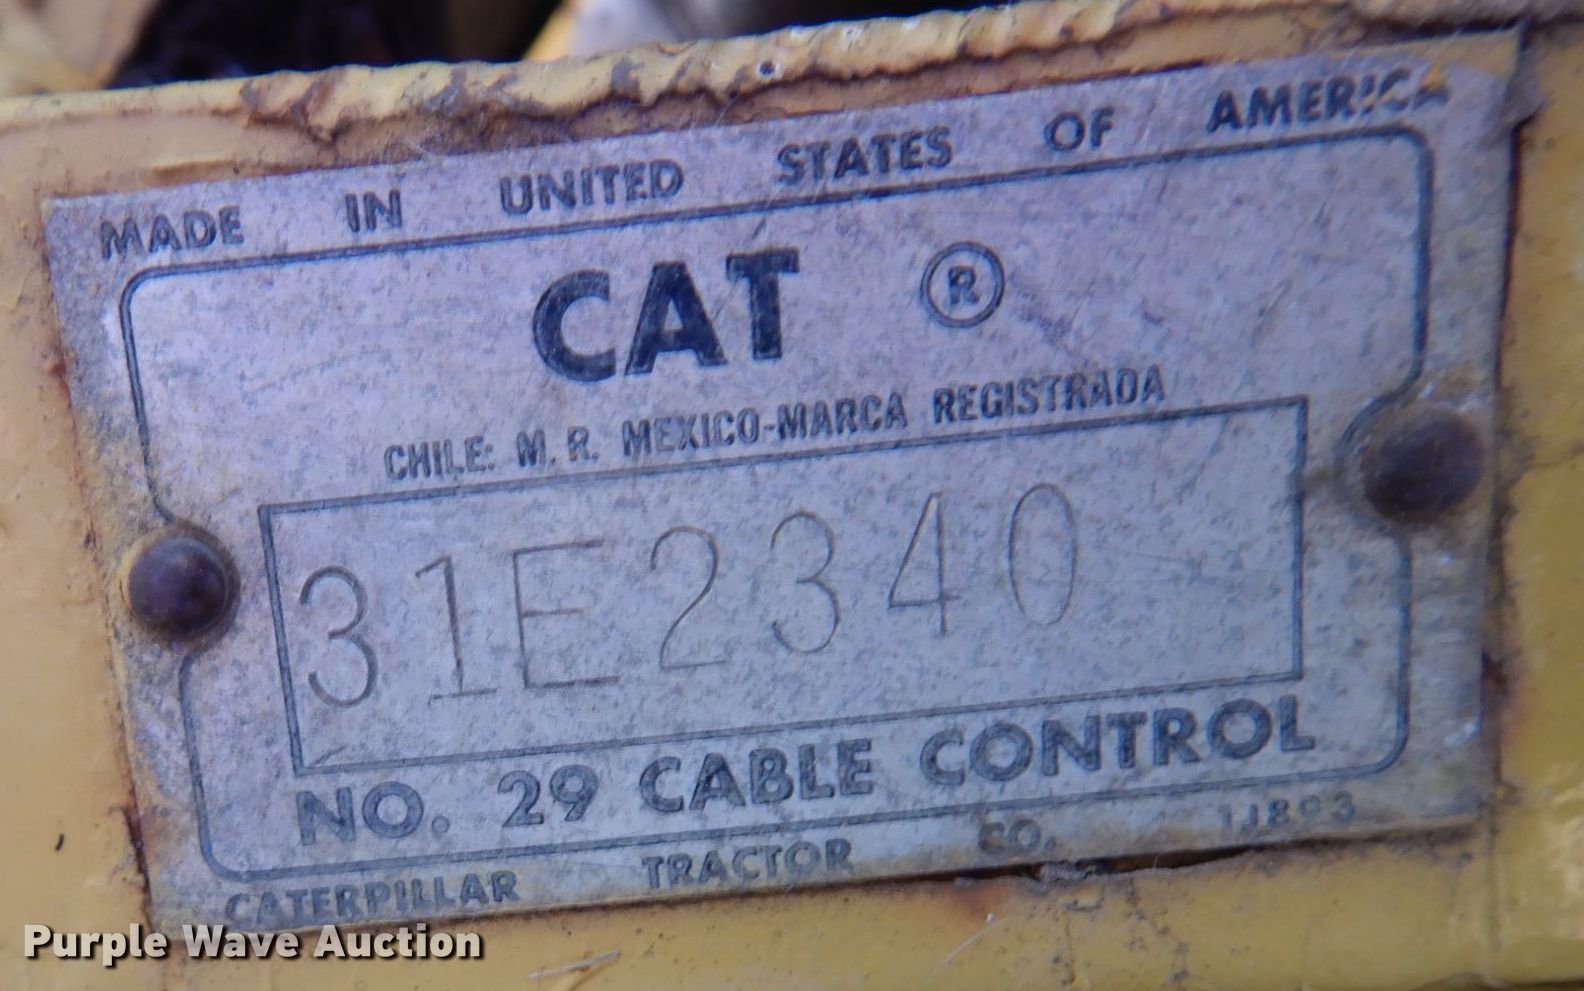 MADE IN UNITED STATES OF AMERICA
CAT ®
CHILE: M. R. MEXICO-MARCA REGISTRADA
31E2340
NO. 29 CABLE CONTROL
CATERPILLAR TRACTOR CO. 1J893
Purple Wave Auction